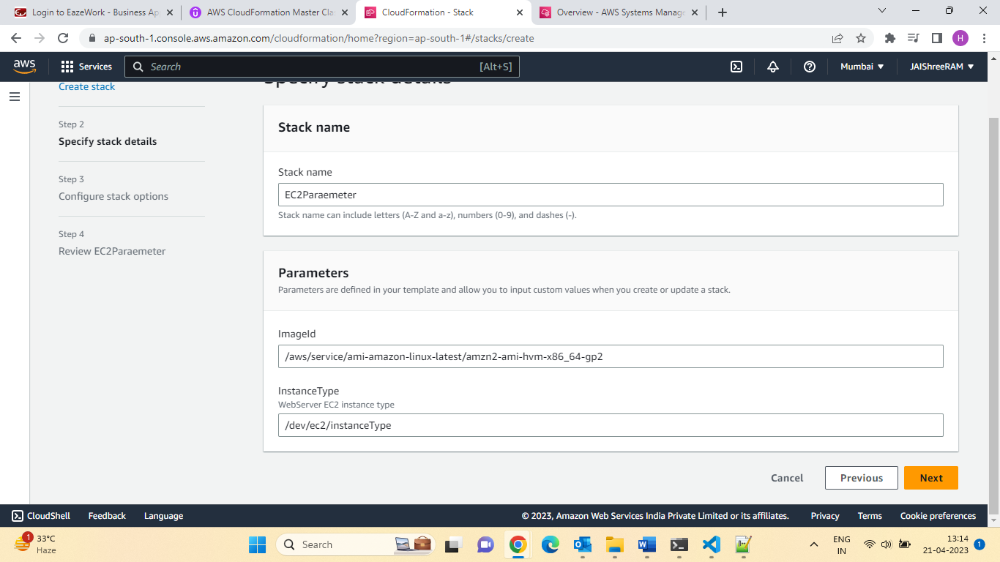 Login to EazeWork - Business Ap
AWS CloudFormation Master Cla
CloudFormation - Stack
Overview - AWS Systems Manage
ap-south-1.console.aws.amazon.com/cloudformation/home?region=ap-south-1#/stacks/create
H
aws
Services
Search
[Alt+S]
Mumbai
JAIShreeRAM
Create stack
Step 2
Specify stack details
Step 3
Configure stack options
Step 4
Review EC2Paraemeter
Specify stack details
Stack name
Stack name
EC2Paraemeter
Stack name can include letters (A-Z and a-z), numbers (0-9), and dashes (-).
Parameters
Parameters are defined in your template and allow you to input custom values when you create or update a stack.
ImageId
/aws/service/ami-amazon-linux-latest/amzn2-ami-hvm-x86_64-gp2
InstanceType
WebServer EC2 instance type
/dev/ec2/instanceType
Cancel
Previous
Next
CloudShell
Feedback
Language
© 2023, Amazon Web Services India Private Limited or its affiliates.
Privacy
Terms
Cookie preferences
1
33°C
Haze
Search
ENG
IN
13:14
21-04-2023
1